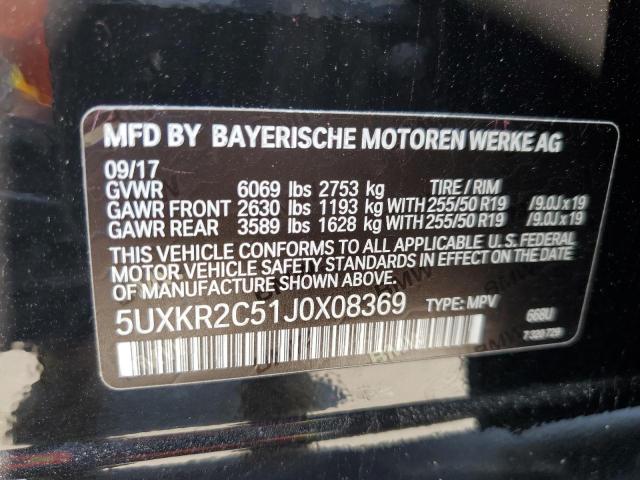 MFD BY BAYERISCHE MOTOREN WERKE AG
09/17
GVWR 6069 lbs 2753 kg TIRE / RIM
GAWR FRONT 2630 lbs 1193 kg WITH 255/50 R19 /9.0J x 19
GAWR REAR 3589 lbs 1628 kg WITH 255/50 R19 /9.0J x 19
THIS VEHICLE CONFORMS TO ALL APPLICABLE U.S. FEDERAL
MOTOR VEHICLE SAFETY STANDARDS IN EFFECT ON THE DATE
OF MANUFACTURE SHOWN ABOVE.
5UXKR2C51J0X08369 TYPE: MPV 668U
7 320 729